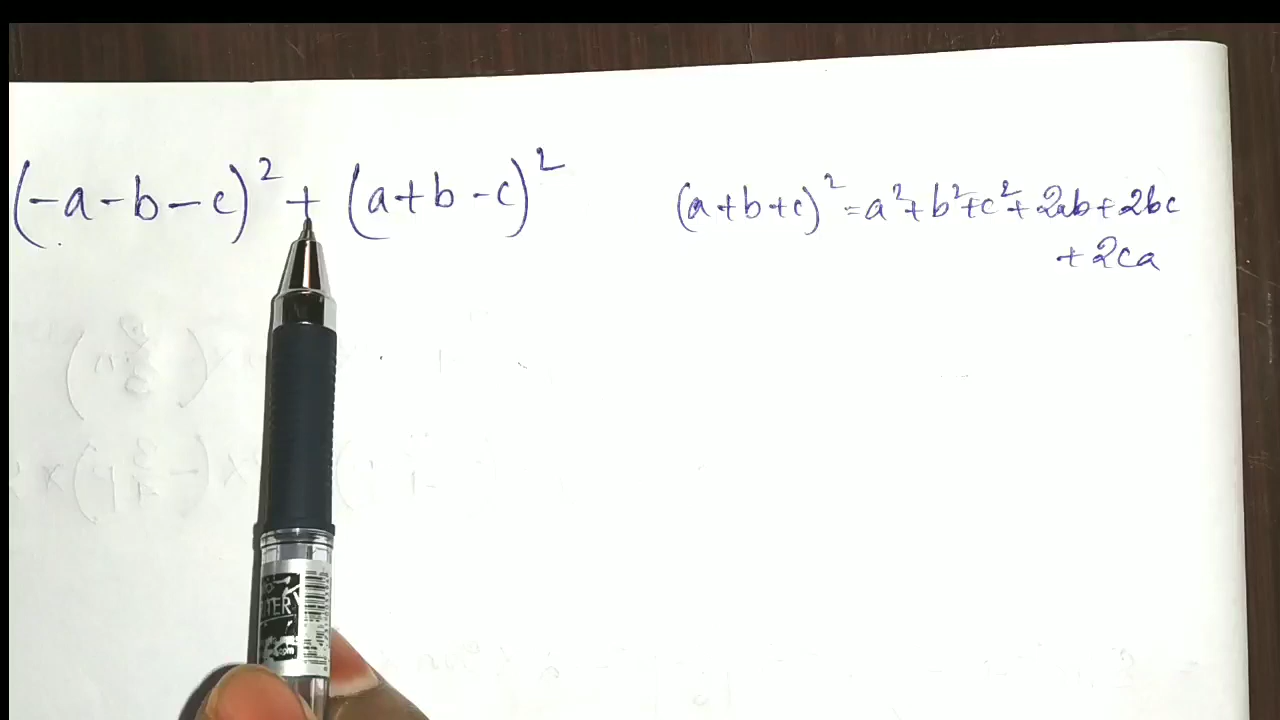 (-a-b-c)² + (a+b-c)²
(a+b+c)² = a²+b²+c²+2ab+2bc
+2ca